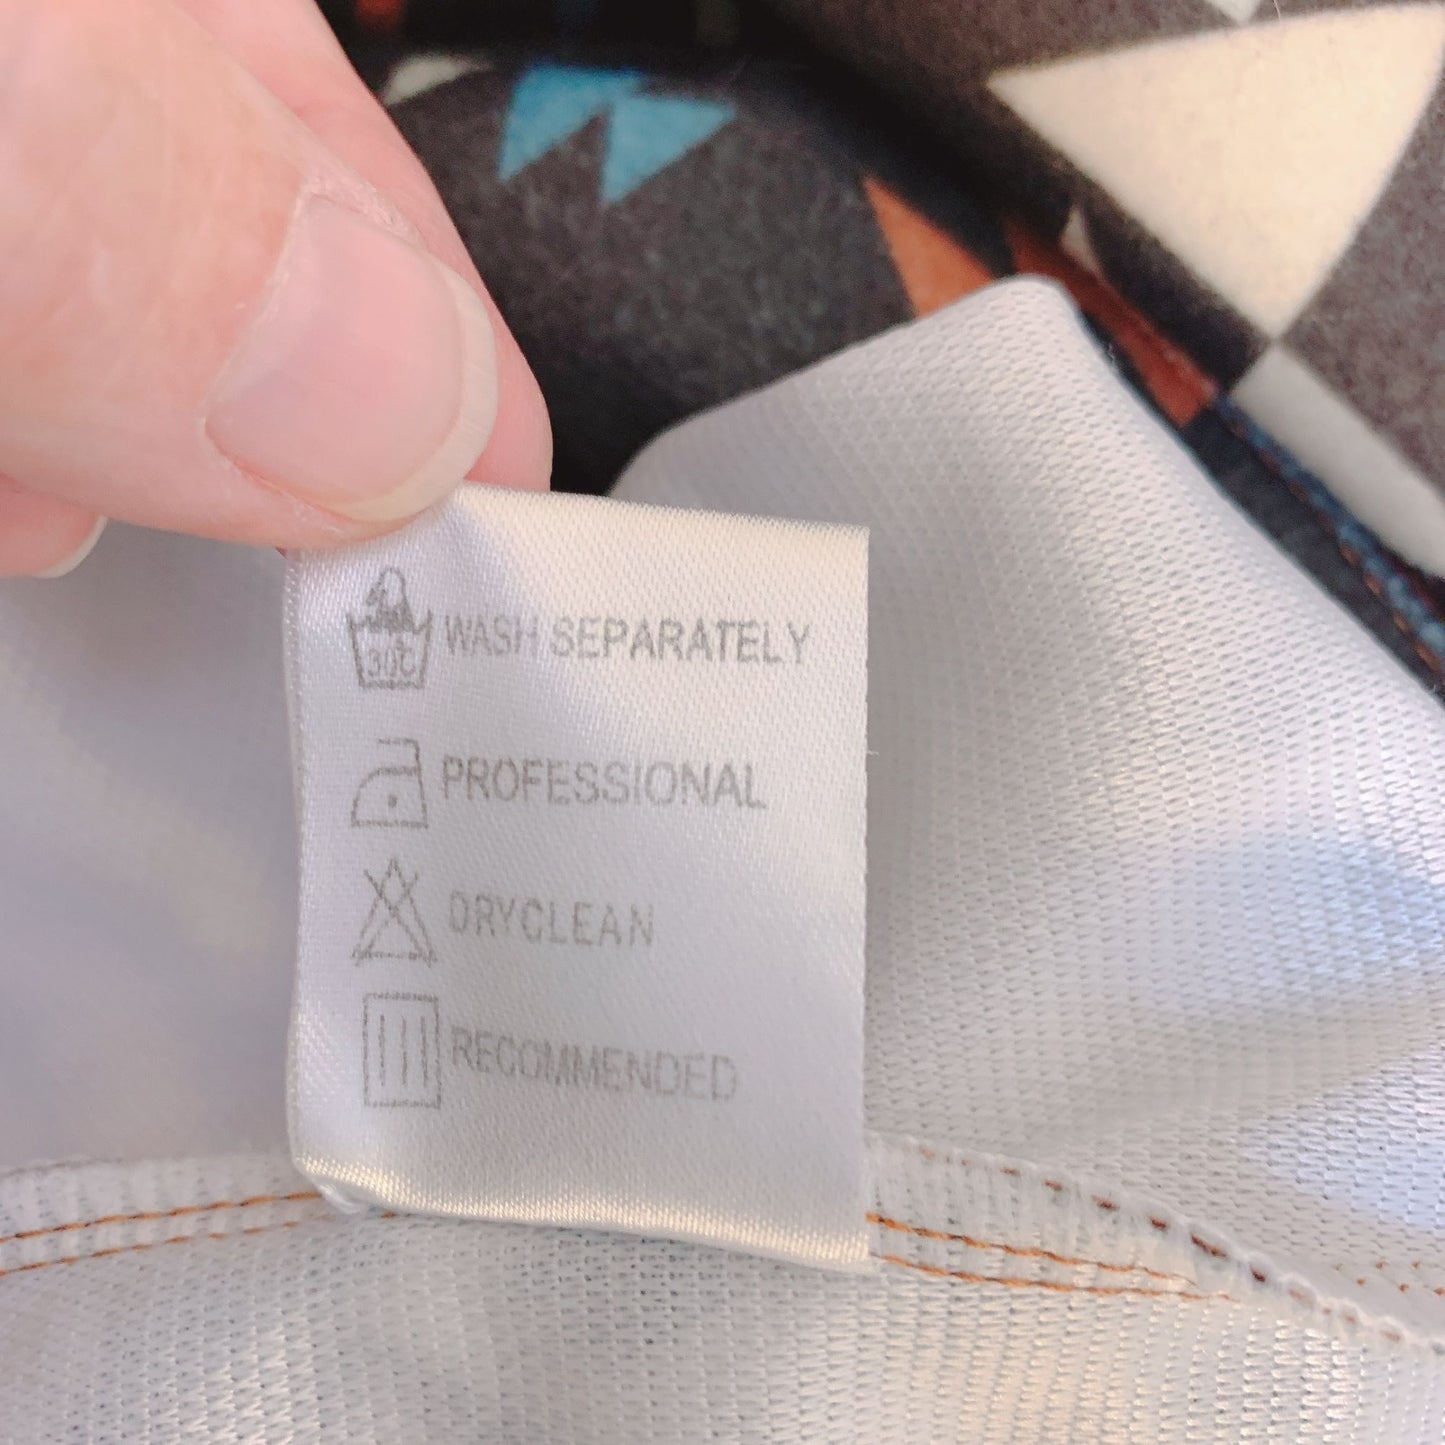 30℃ WASH SEPARATELY
PROFESSIONAL
DRYCLEAN
RECOMMENDED